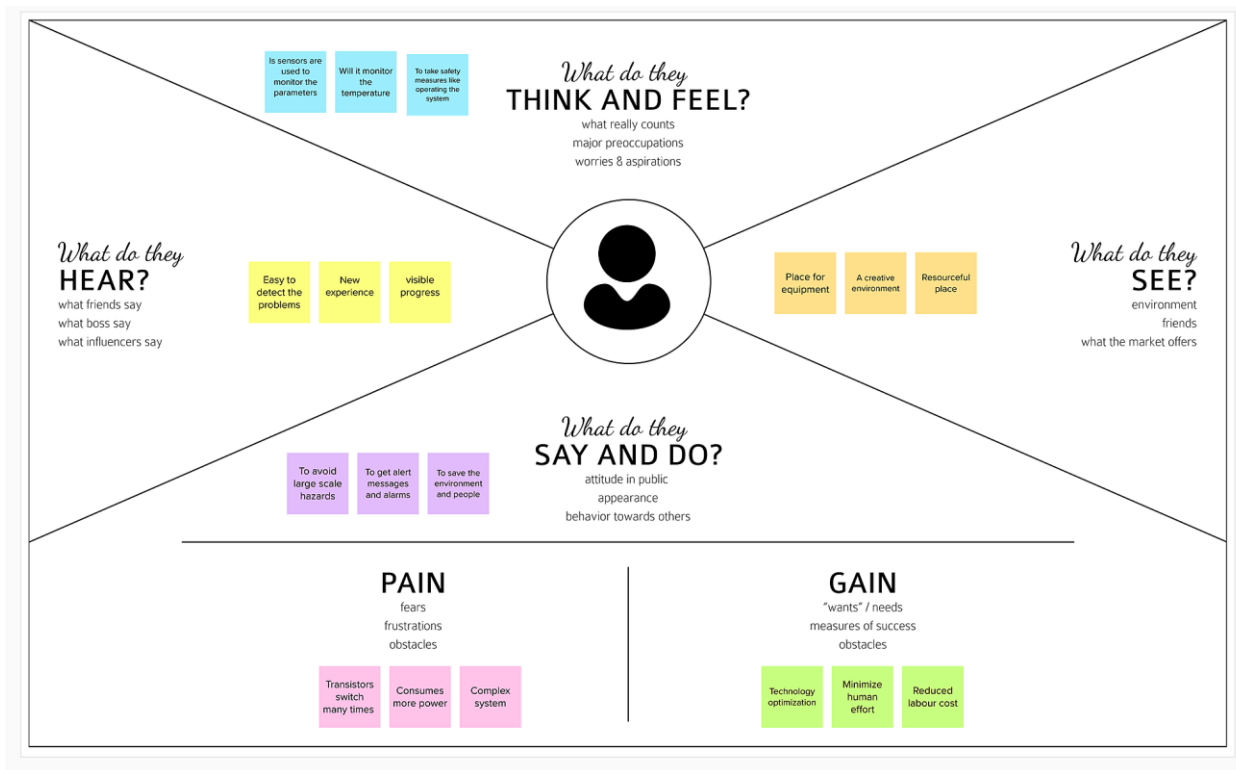 Is sensors are
used to
monitor the
parameters
Will it monitor
the
temperature
To take safety
measures like
operating the
system
What do they
THINK AND FEEL?
what really counts
major preoccupations
worries & aspirations
What do they
HEAR?
what friends say
what boss say
what influencers say
Easy to
detect the
problems
New
experience
visible
progress
Place for
equipment
A creative
environment
Resourceful
place
What do they
SEE?
environment
friends
what the market offers
What do they
SAY AND DO?
attitude in public
appearance
behavior towards others
To avoid
large scale
hazards
To get alert
messages
and alarms
To save the
environment
and people
PAIN
fears
frustrations
obstacles
Transistors
switch
many times
Consumes
more power
Complex
system
GAIN
"wants" / needs
measures of success
obstacles
Technology
optimization
Minimize
human
effort
Reduced
labour cost